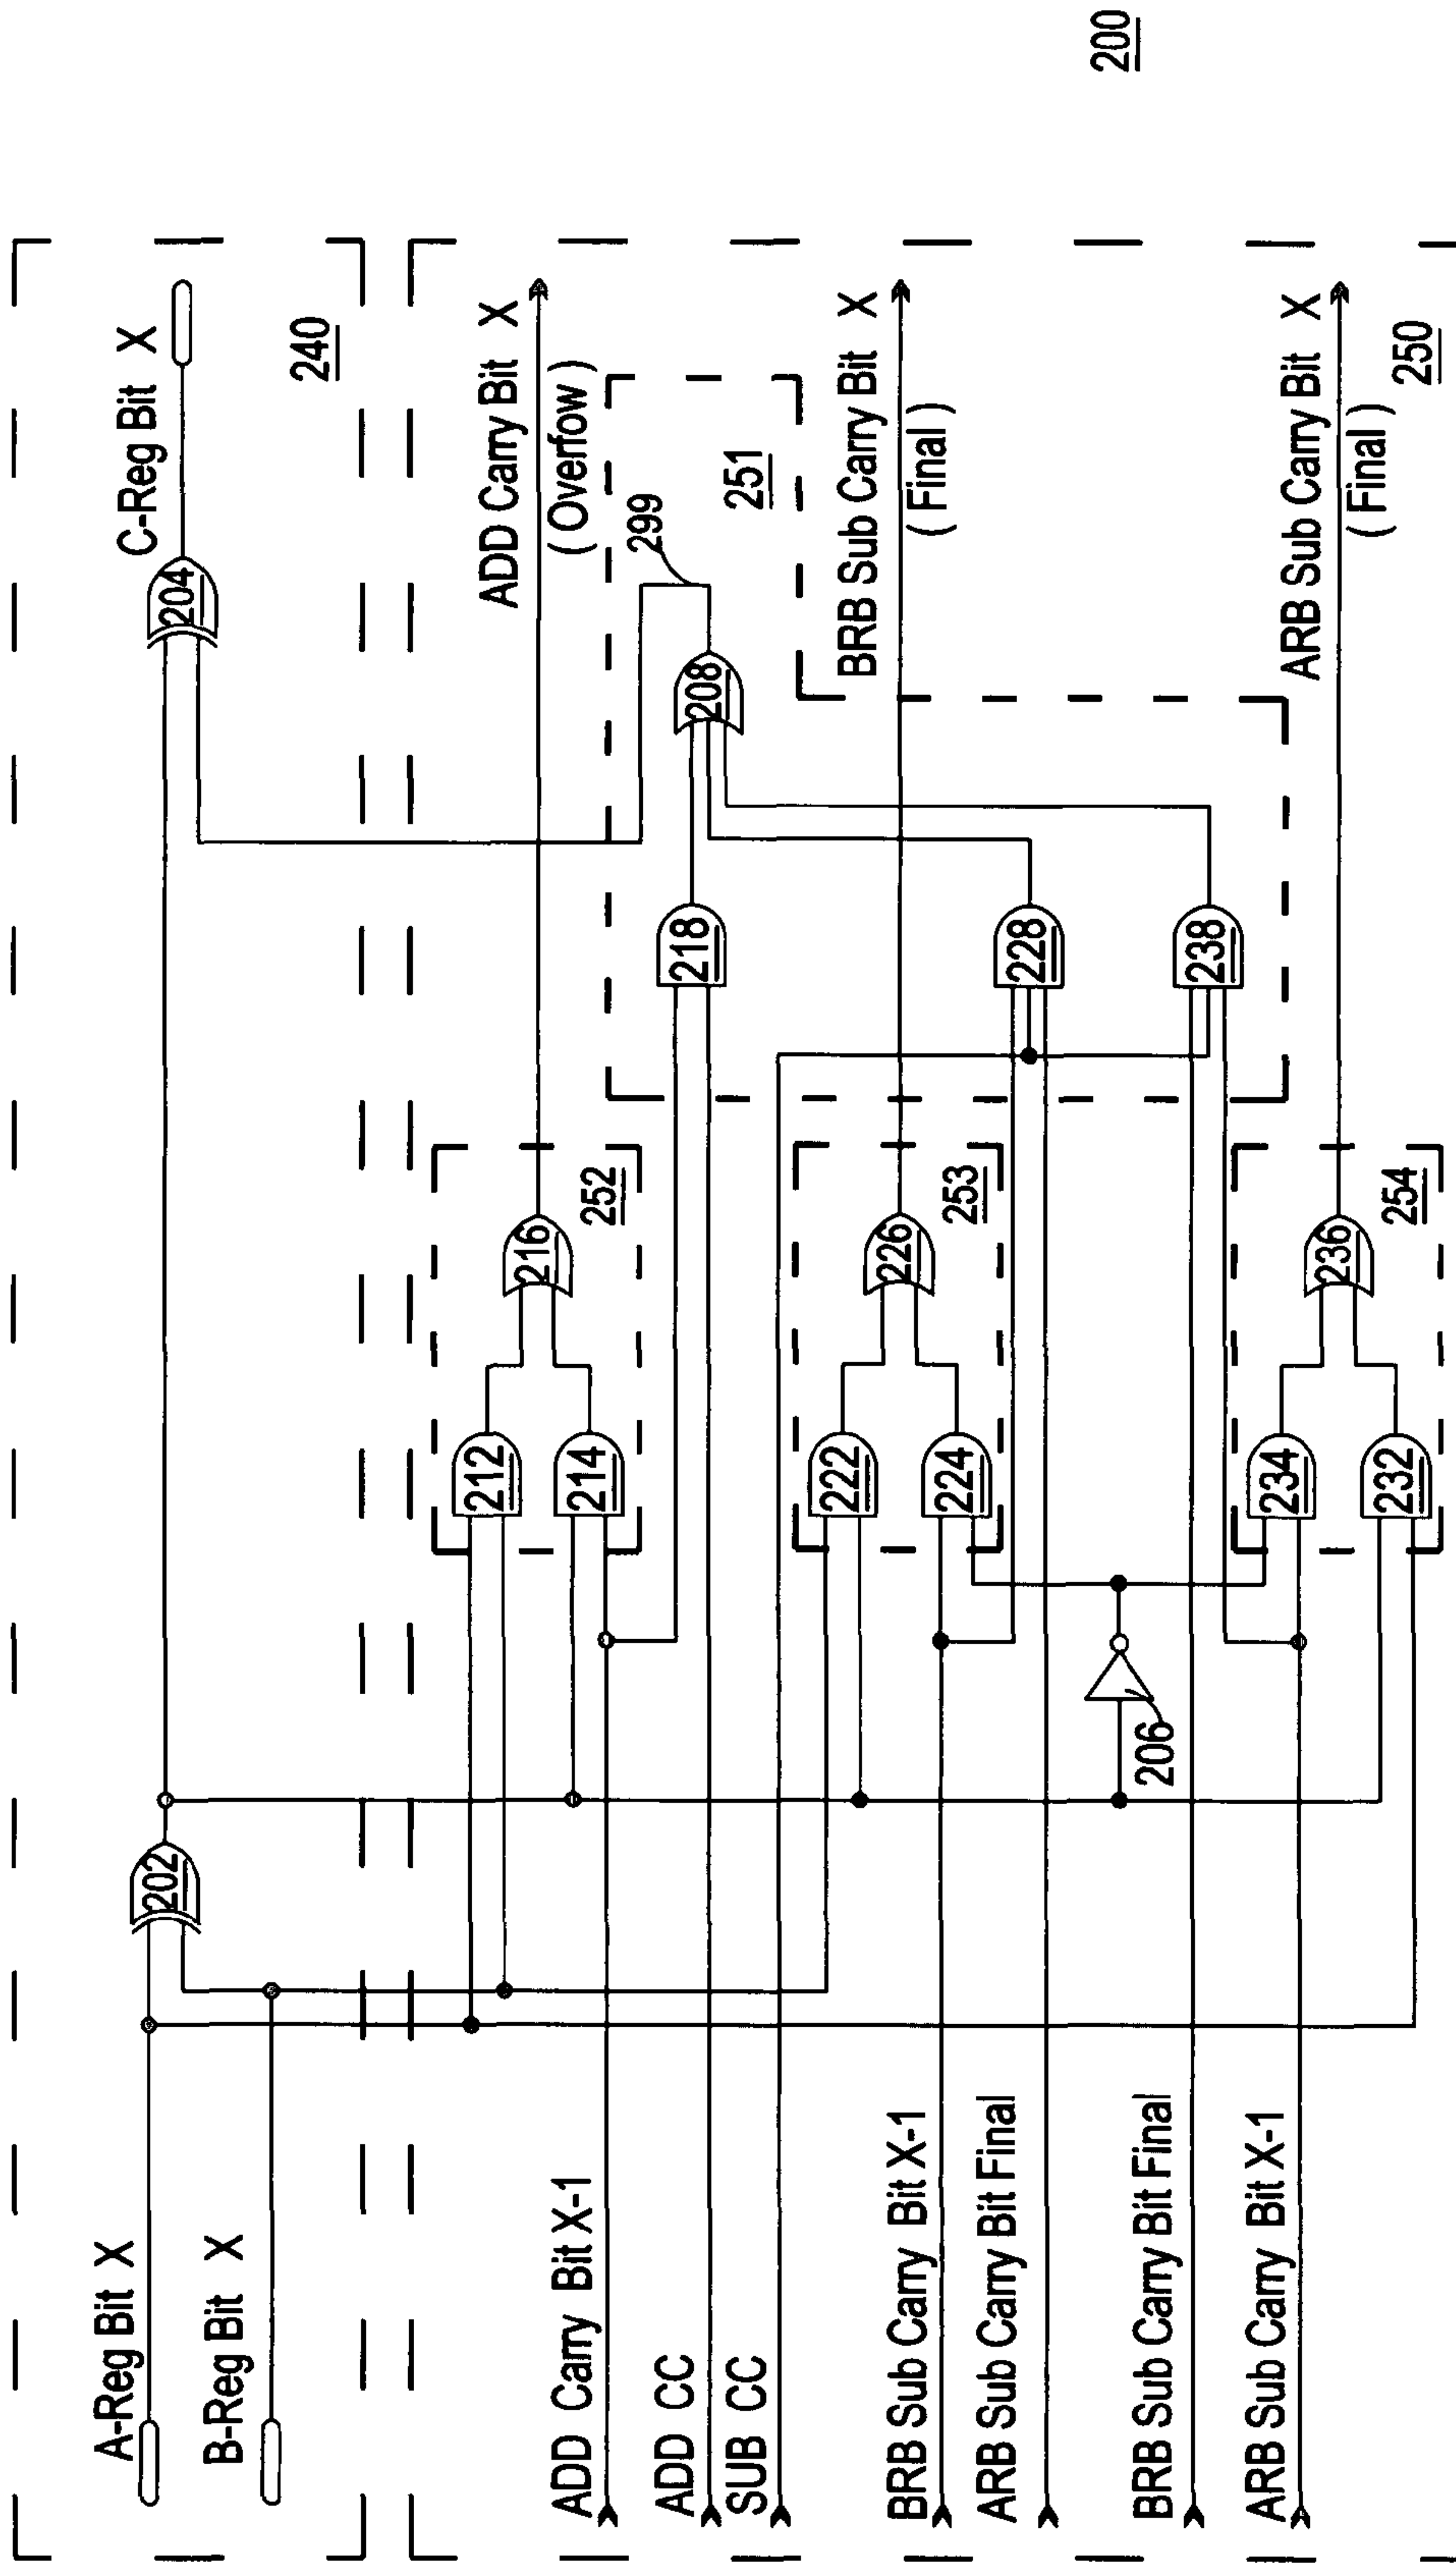 200
A-Reg Bit X
B-Reg Bit X
202
204
C-Reg Bit X
240
ADD Carry Bit X-1
ADD CC
SUB CC
BRB Sub Carry Bit X-1
ARB Sub Carry Bit Final
BRB Sub Carry Bit Final
ARB Sub Carry Bit X-1
206
212
214
216
252
222
224
226
253
234
232
236
254
218
228
238
208
299
251
ADD Carry Bit X
( Overfow )
BRB Sub Carry Bit X
( Final )
ARB Sub Carry Bit X
( Final )
250